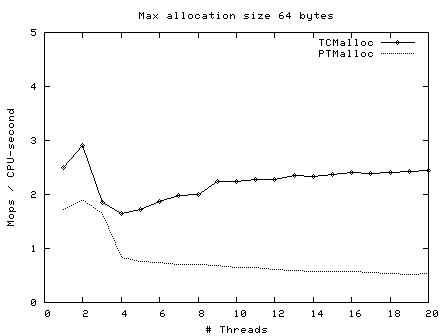 Max allocation size 64 bytes
TCMalloc
PTMalloc
5
4
3
2
1
0
Mops / CPU-second
0 2 4 6 8 10 12 14 16 18 20
# Threads